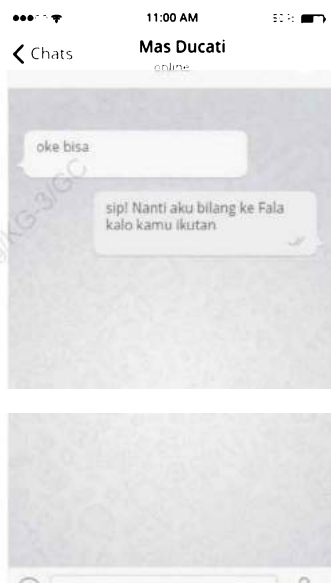 11:00 AM
Chats
Mas Ducati
online
oke bisa
sip! Nanti aku bilang ke Fala
kalo kamu ikutan